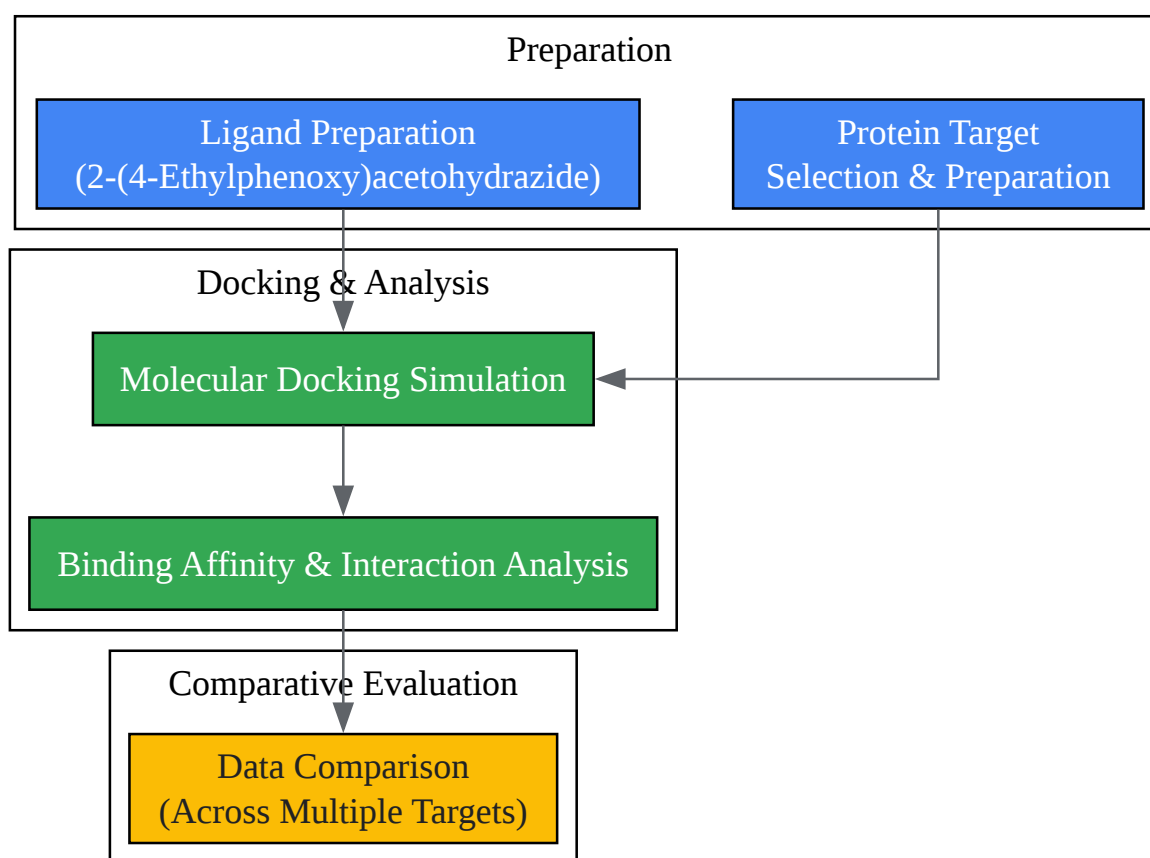 Preparation
Ligand Preparation
(2-(4-Ethylphenoxy)acetohydrazide)
Protein Target
Selection & Preparation
Docking & Analysis
Molecular Docking Simulation
Binding Affinity & Interaction Analysis
Comparative Evaluation
Data Comparison
(Across Multiple Targets)